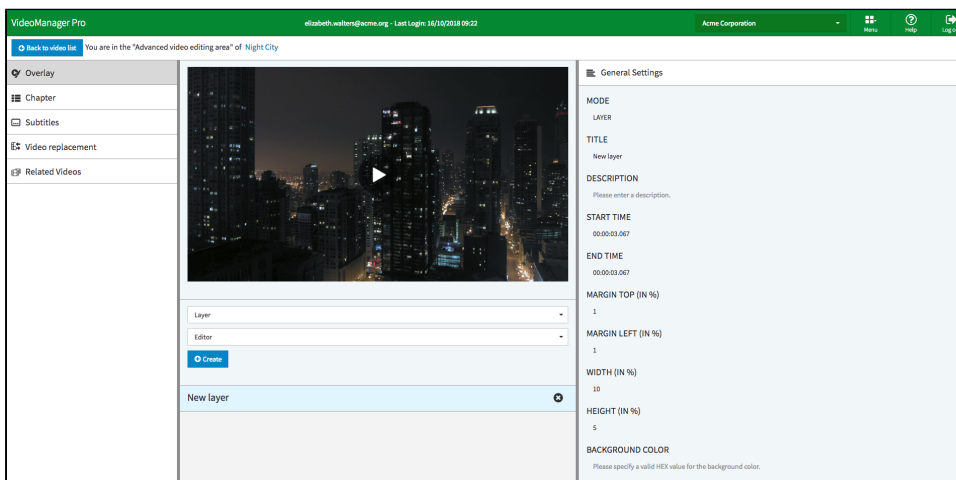 VideoManager Pro
elizabeth.walters@acme.org - Last Login: 16/10/2018 09:22
Acme Corporation
Menu
Help
Log o
Back to video list
You are in the "Advanced video editing area" of Night City
Overlay
Chapter
Subtitles
Video replacement
Related Videos
Layer
Editor
Create
New layer
General Settings
MODE
LAYER
TITLE
New layer
DESCRIPTION
Please enter a description.
START TIME
00:00:03.067
END TIME
00:00:03.067
MARGIN TOP (IN %)
1
MARGIN LEFT (IN %)
1
WIDTH (IN %)
10
HEIGHT (IN %)
5
BACKGROUND COLOR
Please specify a valid HEX value for the background color.